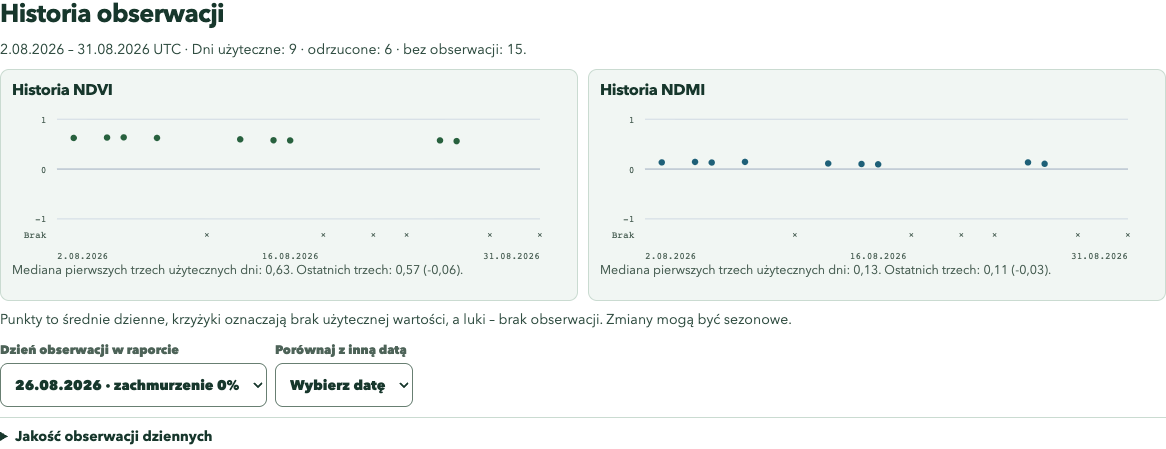 Historia obserwacji
2.08.2026 – 31.08.2026 UTC · Dni użyteczne: 9 · odrzucone: 6 · bez obserwacji: 15.
Historia NDVI
1
0
−1
Brak
× × × × × ×
2.08.2026 16.08.2026 31.08.2026
Mediana pierwszych trzech użytecznych dni: 0,63. Ostatnich trzech: 0,57 (-0,06).
Historia NDMI
1
0
−1
Brak
× × × × × ×
2.08.2026 16.08.2026 31.08.2026
Mediana pierwszych trzech użytecznych dni: 0,13. Ostatnich trzech: 0,11 (-0,03).
Punkty to średnie dzienne, krzyżyki oznaczają brak użytecznej wartości, a luki – brak obserwacji. Zmiany mogą być sezonowe.
Dzień obserwacji w raporcie
26.08.2026 · zachmurzenie 0%
Porównaj z inną datą
Wybierz datę
Jakość obserwacji dziennych